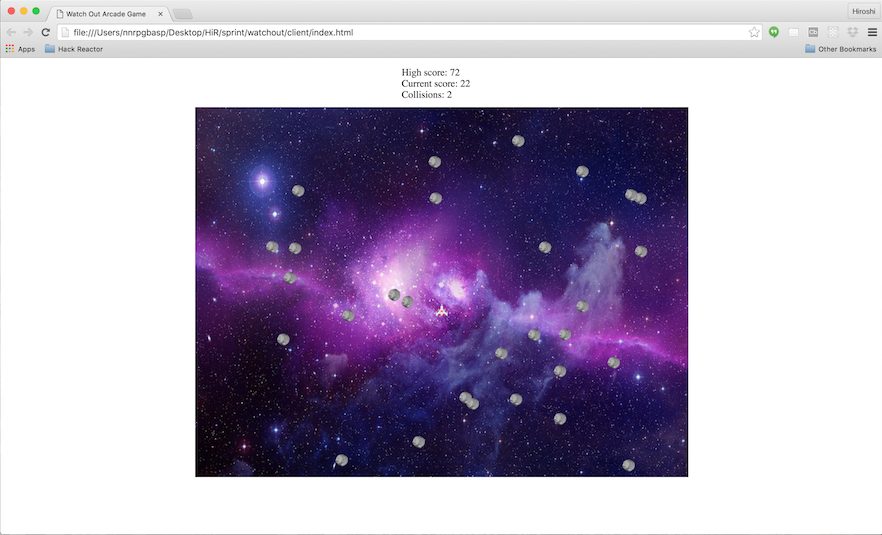 Watch Out Arcade Game
Hiroshi
file:///Users/nnrpgbasp/Desktop/HiR/sprint/watchout/client/index.html
Apps
Hack Reactor
Other Bookmarks
High score: 72
Current score: 22
Collisions: 2